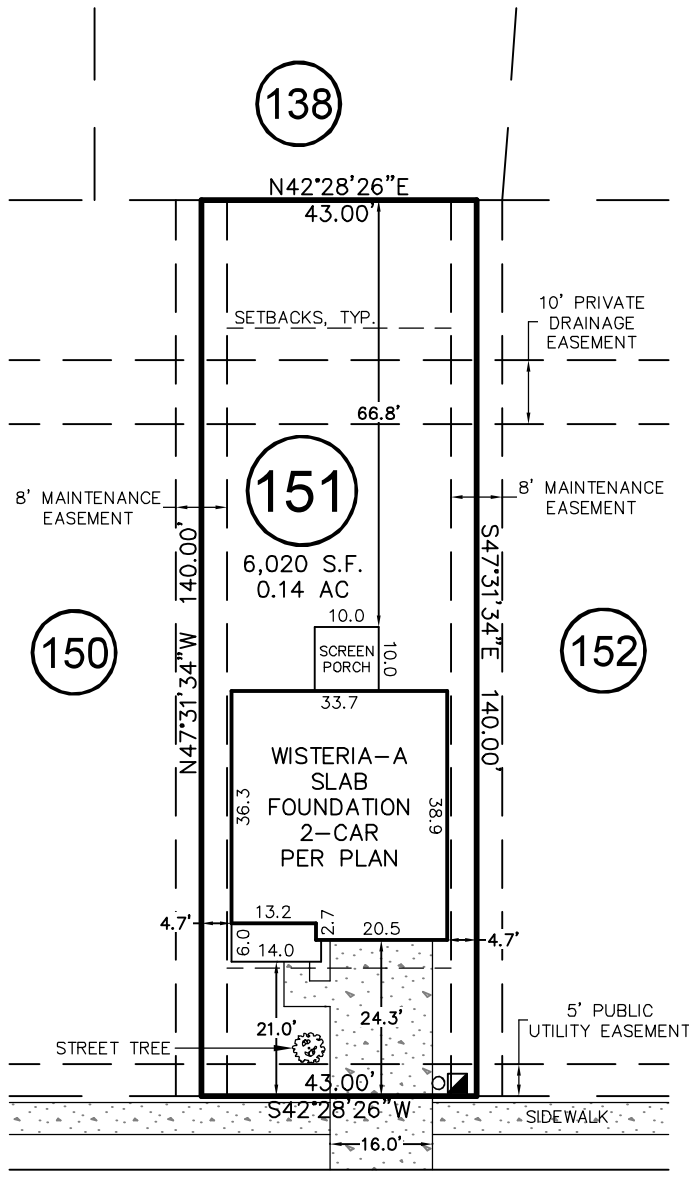 138
N42°28'26"E
43.00'
SETBACKS, TYP.
10' PRIVATE
DRAINAGE
EASEMENT
66.8'
151
8' MAINTENANCE
EASEMENT
8' MAINTENANCE
EASEMENT
6,020 S.F.
0.14 AC
N47°31'34"W 140.00'
S47°31'34"E 140.00'
150
152
10.0
SCREEN
PORCH
10.0
33.7
WISTERIA-A
SLAB
FOUNDATION
2-CAR
PER PLAN
36.3
38.9
13.2
2.7
20.5
4.7'
4.7'
6.0
14.0
21.0'
24.3'
STREET TREE
5' PUBLIC
UTILITY EASEMENT
43.00'
S42°28'26"W
SIDEWALK
16.0'